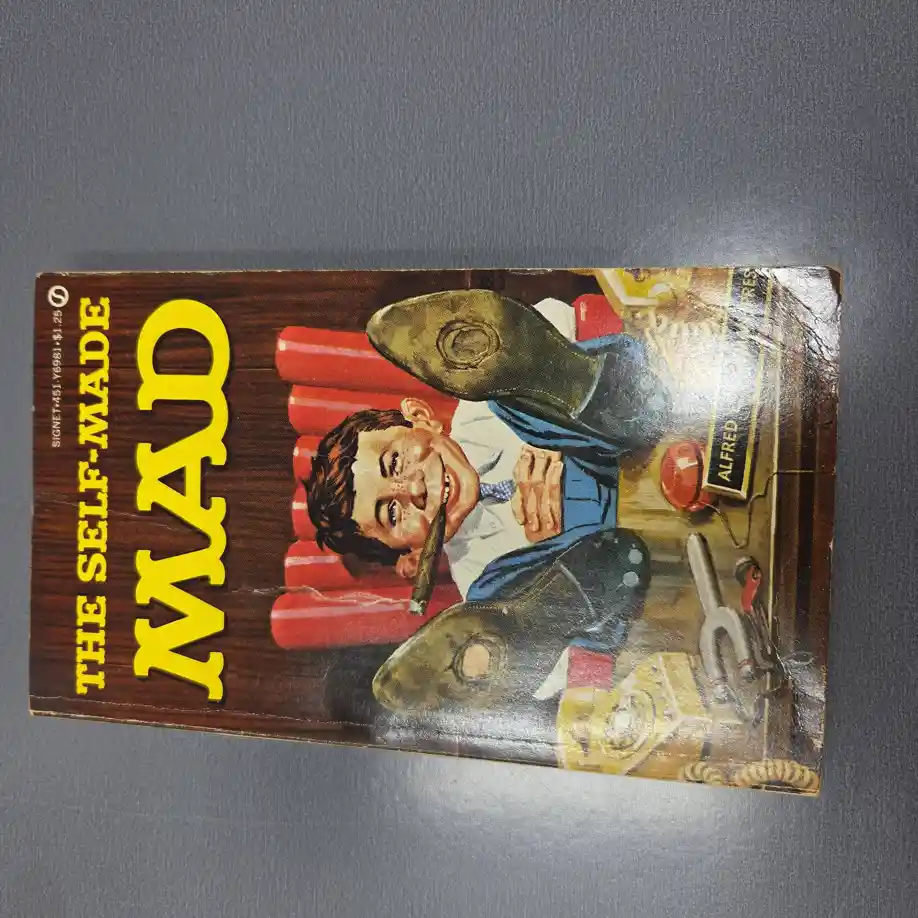 SIGNET•451-Y6981•$1.25
THE SELF-MADE
MAD
ALFRED